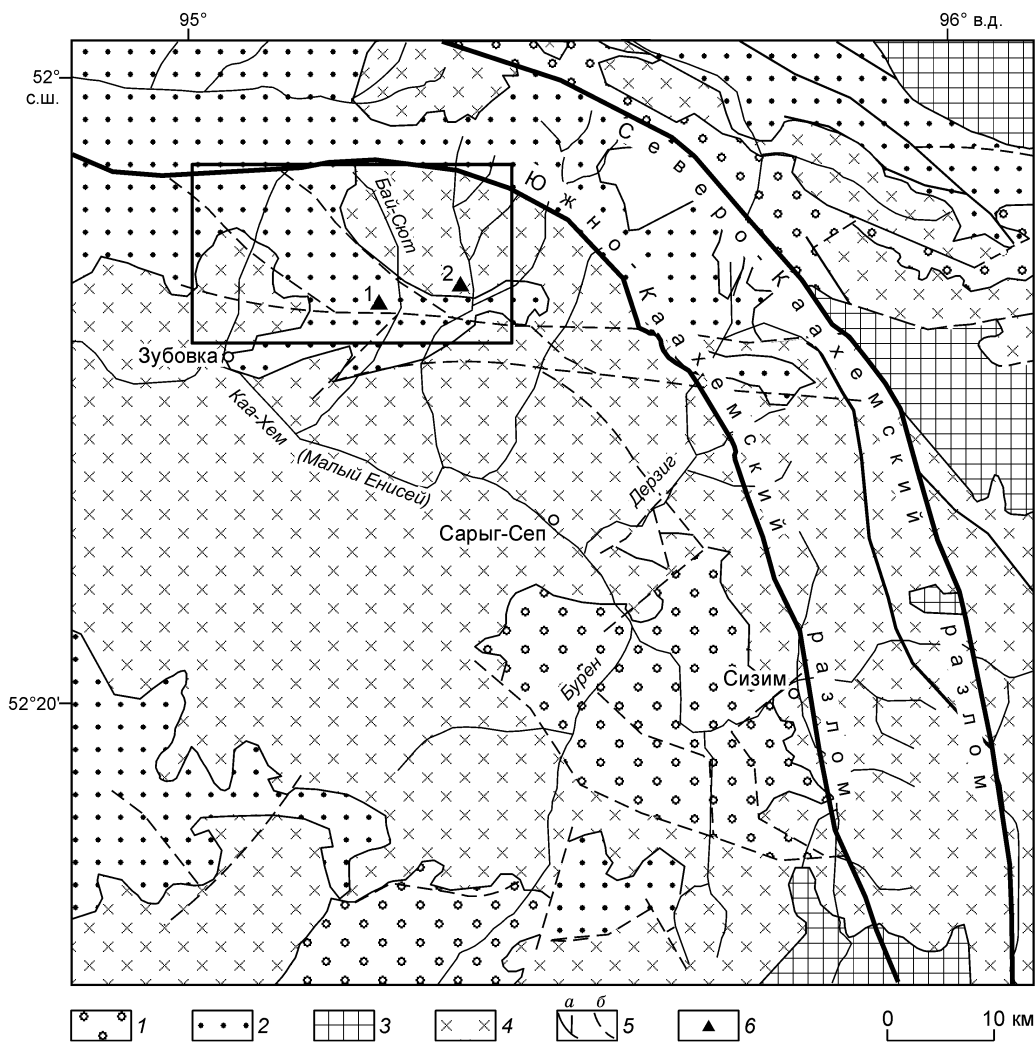 95°
96° в.д.
52°
с.ш.
Северо-Каахемский разлом
Южно-Каахемский разлом
Бай-Сют
2
1
Зубовка
Каа-Хем
(Малый Енисей)
Дерзиг
Сарыг-Сеп
Бурен
Сизим
52°20'
а б
1 2 3 4 5 6
0 10 км